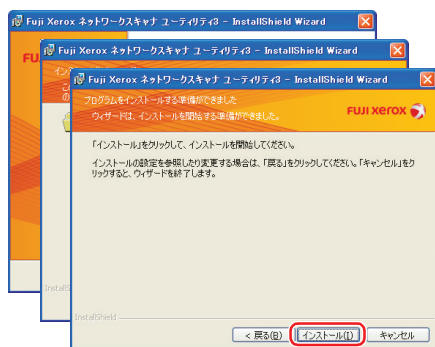 Fuji Xerox ネットワークスキャナ ユーティリティ3 - InstallShield Wizard
FU
Fuji Xerox ネットワークスキャナ ユーティリティ3 - InstallShield Wizard
Fuji Xerox ネットワークスキャナ ユーティリティ3 - InstallShield Wizard
プログラムをインストールする準備ができました
ウィザードは、インストールを開始する準備ができました。
FUJI XEROX
「インストール」をクリックして、インストールを開始してください。
インストールの設定を参照したり変更する場合は、「戻る」をクリックしてください。「キャンセル」をク
リックすると、ウィザードを終了します。
InstallS
InstallShield
< 戻る(B)
インストール(I)
キャンセル